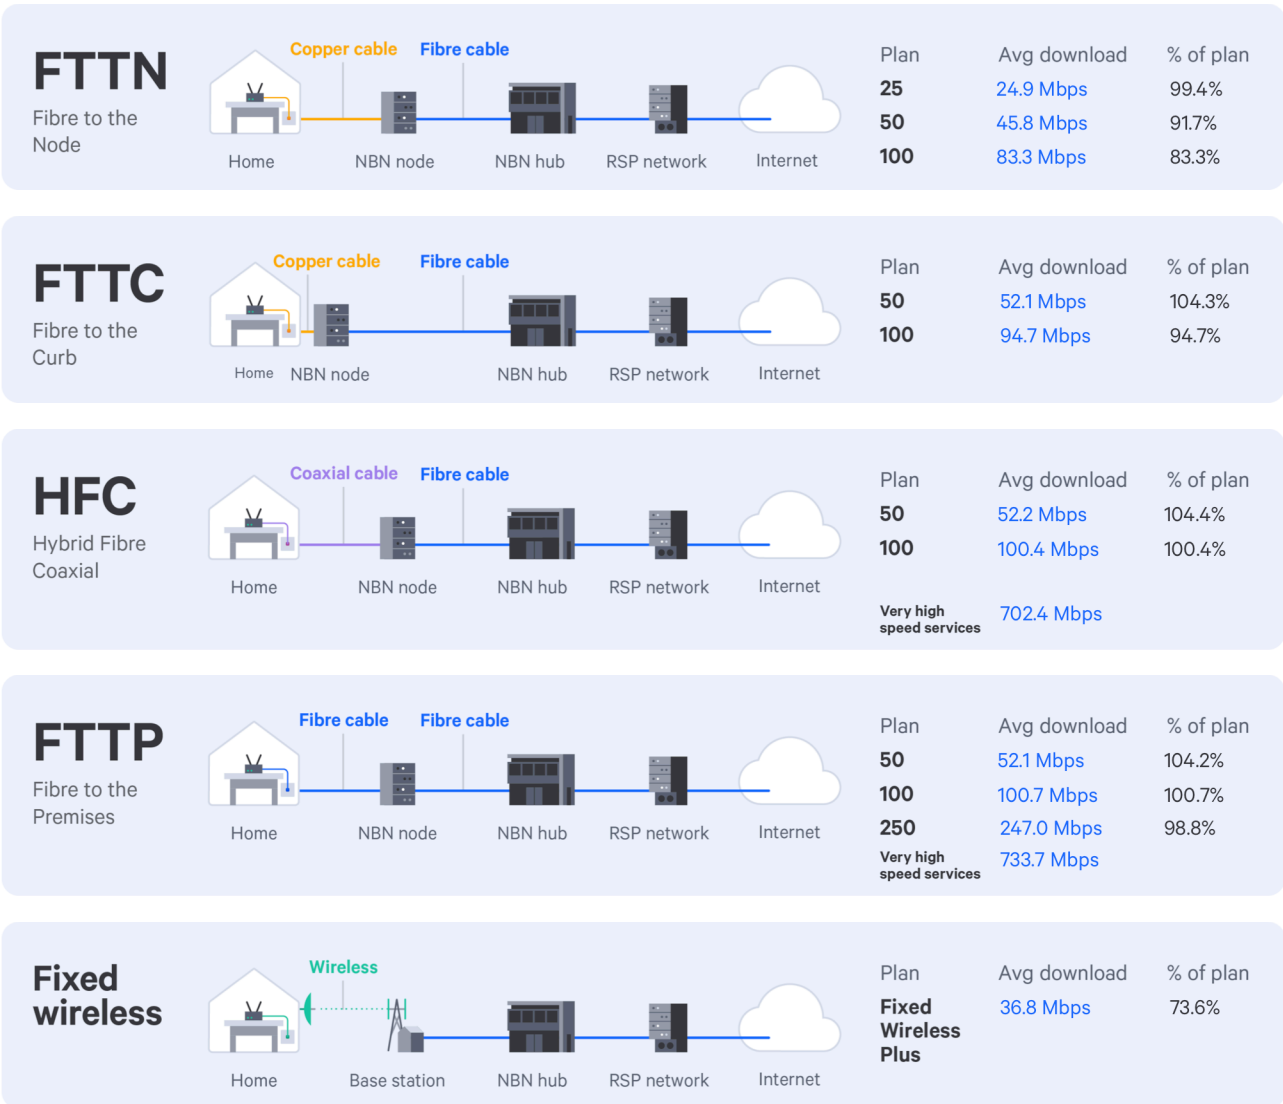 FTTN
Fibre to the
Node
Copper cable
Fibre cable
Home
NBN node
NBN hub
RSP network
Internet
Plan Avg download % of plan
25 24.9 Mbps 99.4%
50 45.8 Mbps 91.7%
100 83.3 Mbps 83.3%
FTTC
Fibre to the
Curb
Copper cable
Fibre cable
Home
NBN node
NBN hub
RSP network
Internet
Plan Avg download % of plan
50 52.1 Mbps 104.3%
100 94.7 Mbps 94.7%
HFC
Hybrid Fibre
Coaxial
Coaxial cable
Fibre cable
Home
NBN node
NBN hub
RSP network
Internet
Plan Avg download % of plan
50 52.2 Mbps 104.4%
100 100.4 Mbps 100.4%
Very high
speed services
702.4 Mbps
FTTP
Fibre to the
Premises
Fibre cable
Fibre cable
Home
NBN node
NBN hub
RSP network
Internet
Plan Avg download % of plan
50 52.1 Mbps 104.2%
100 100.7 Mbps 100.7%
250 247.0 Mbps 98.8%
Very high
speed services
733.7 Mbps
Fixed
wireless
Wireless
Home
Base station
NBN hub
RSP network
Internet
Plan Avg download % of plan
Fixed
Wireless
Plus
36.8 Mbps 73.6%